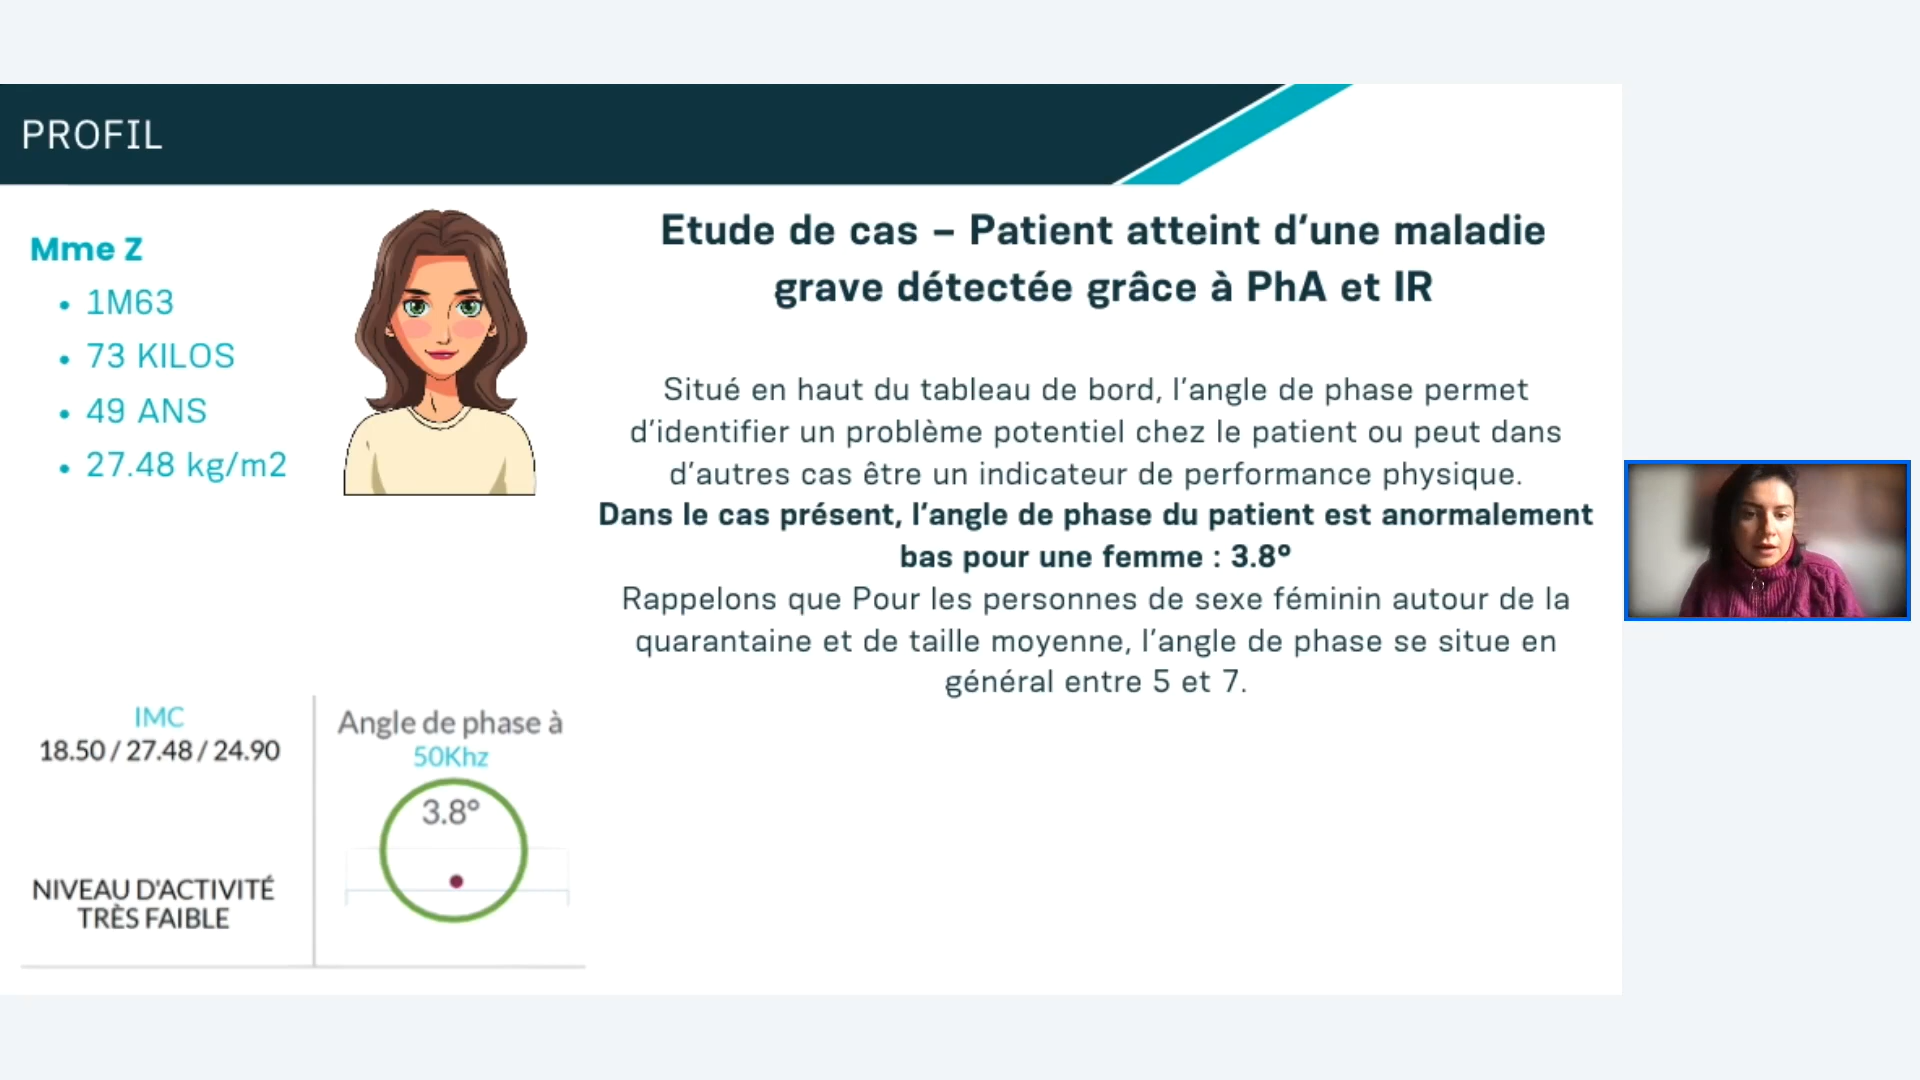 PROFIL
Mme Z
• 1M63
• 73 KILOS
• 49 ANS
• 27.48 kg/m2
Etude de cas – Patient atteint d’une maladie
grave détectée grâce à PhA et IR
Situé en haut du tableau de bord, l’angle de phase permet
d’identifier un problème potentiel chez le patient ou peut dans
d’autres cas être un indicateur de performance physique.
Dans le cas présent, l’angle de phase du patient est anormalement
bas pour une femme : 3.8°
Rappelons que Pour les personnes de sexe féminin autour de la
quarantaine et de taille moyenne, l’angle de phase se situe en
général entre 5 et 7.
IMC
18.50 / 27.48 / 24.90
NIVEAU D'ACTIVITÉ
TRÈS FAIBLE
Angle de phase à
50Khz
3.8°